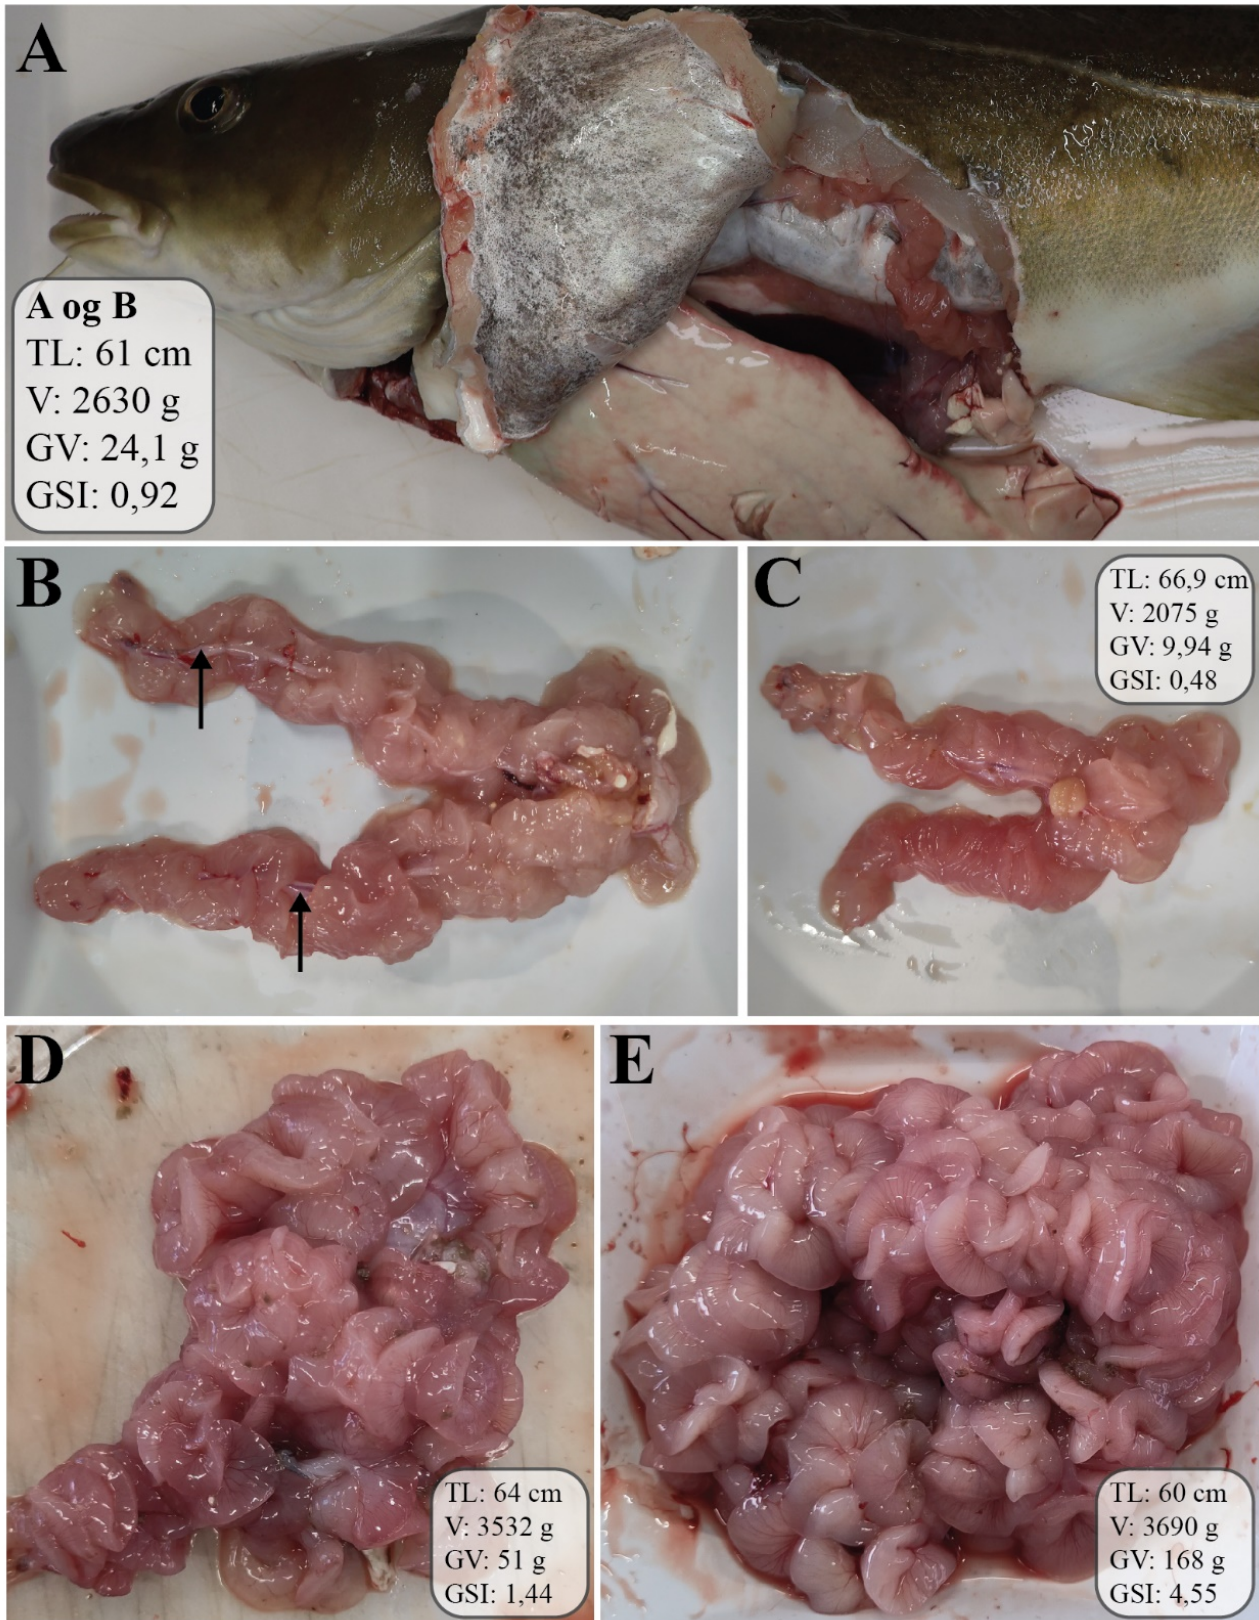 A
A og B
TL: 61 cm
V: 2630 g
GV: 24,1 g
GSI: 0,92
B
C
TL: 66,9 cm
V: 2075 g
GV: 9,94 g
GSI: 0,48
D
TL: 64 cm
V: 3532 g
GV: 51 g
GSI: 1,44
E
TL: 60 cm
V: 3690 g
GV: 168 g
GSI: 4,55